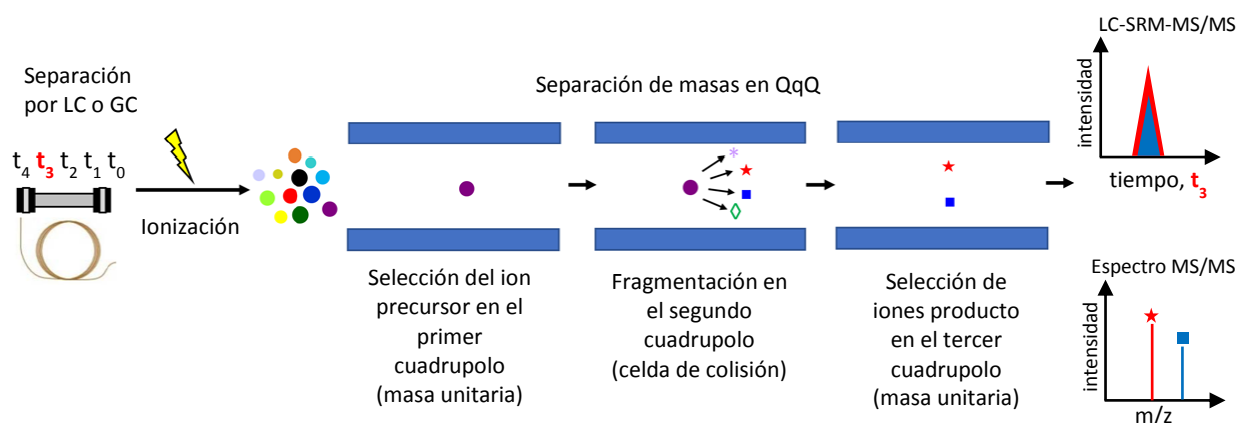 Separación
por LC o GC
t4 t3 t2 t1 t0
Ionización
Separación de masas en QqQ
Selección del ion
precursor en el
primer
cuadrupolo
(masa unitaria)
Fragmentación en
el segundo
cuadrupolo
(celda de colisión)
Selección de
iones producto
en el tercer
cuadrupolo
(masa unitaria)
LC-SRM-MS/MS
intensidad
tiempo, t3
Espectro MS/MS
intensidad
m/z